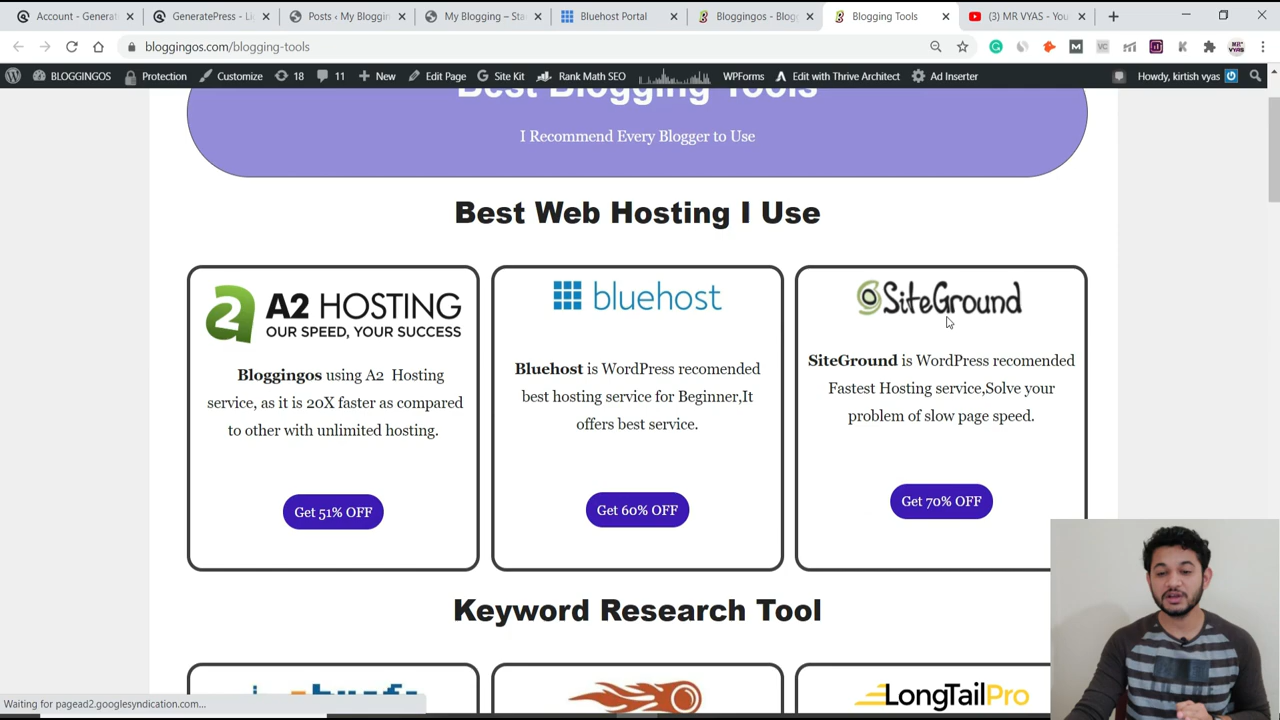 Account - Generat
GeneratePress - Li
Posts ‹ My Bloggin
My Blogging – Sta
Bluehost Portal
Bloggingos - Blog
Blogging Tools
(3) MR VYAS - You
bloggingos.com/blogging-tools
BLOGGINGOS
Protection
Customize
18
11
New
Edit Page
Site Kit
Rank Math SEO
WPForms
Edit with Thrive Architect
Ad Inserter
Howdy, kirtish vyas
Best Blogging Tools
I Recommend Every Blogger to Use
Best Web Hosting I Use
A2 HOSTING
OUR SPEED, YOUR SUCCESS
Bloggingos using A2 Hosting
service, as it is 20X faster as compared
to other with unlimited hosting.
Get 51% OFF
bluehost
Bluehost is WordPress recomended
best hosting service for Beginner,It
offers best service.
Get 60% OFF
SiteGround
SiteGround is WordPress recomended
Fastest Hosting service,Solve your
problem of slow page speed.
Get 70% OFF
Keyword Research Tool
LongTailPro
Waiting for pagead2.googlesyndication.com...